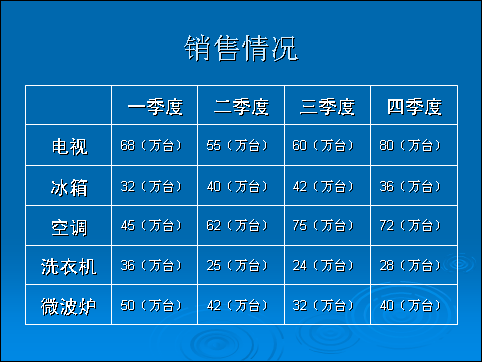 销售情况
一季度 二季度 三季度 四季度
电视 68（万台） 55（万台） 60（万台） 80（万台）
冰箱 32（万台） 40（万台） 42（万台） 36（万台）
空调 45（万台） 62（万台） 75（万台） 72（万台）
洗衣机 36（万台） 25（万台） 24（万台） 28（万台）
微波炉 50（万台） 42（万台） 32（万台） 40（万台）